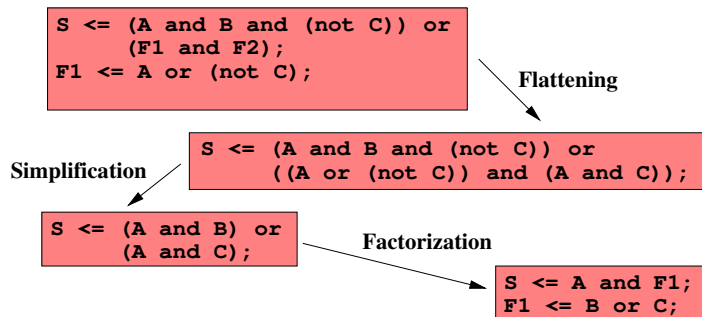 S <= (A and B and (not C)) or
(F1 and F2);
F1 <= A or (not C);
Flattening
S <= (A and B and (not C)) or
((A or (not C)) and (A and C));
Simplification
S <= (A and B) or
(A and C);
Factorization
S <= A and F1;
F1 <= B or C;